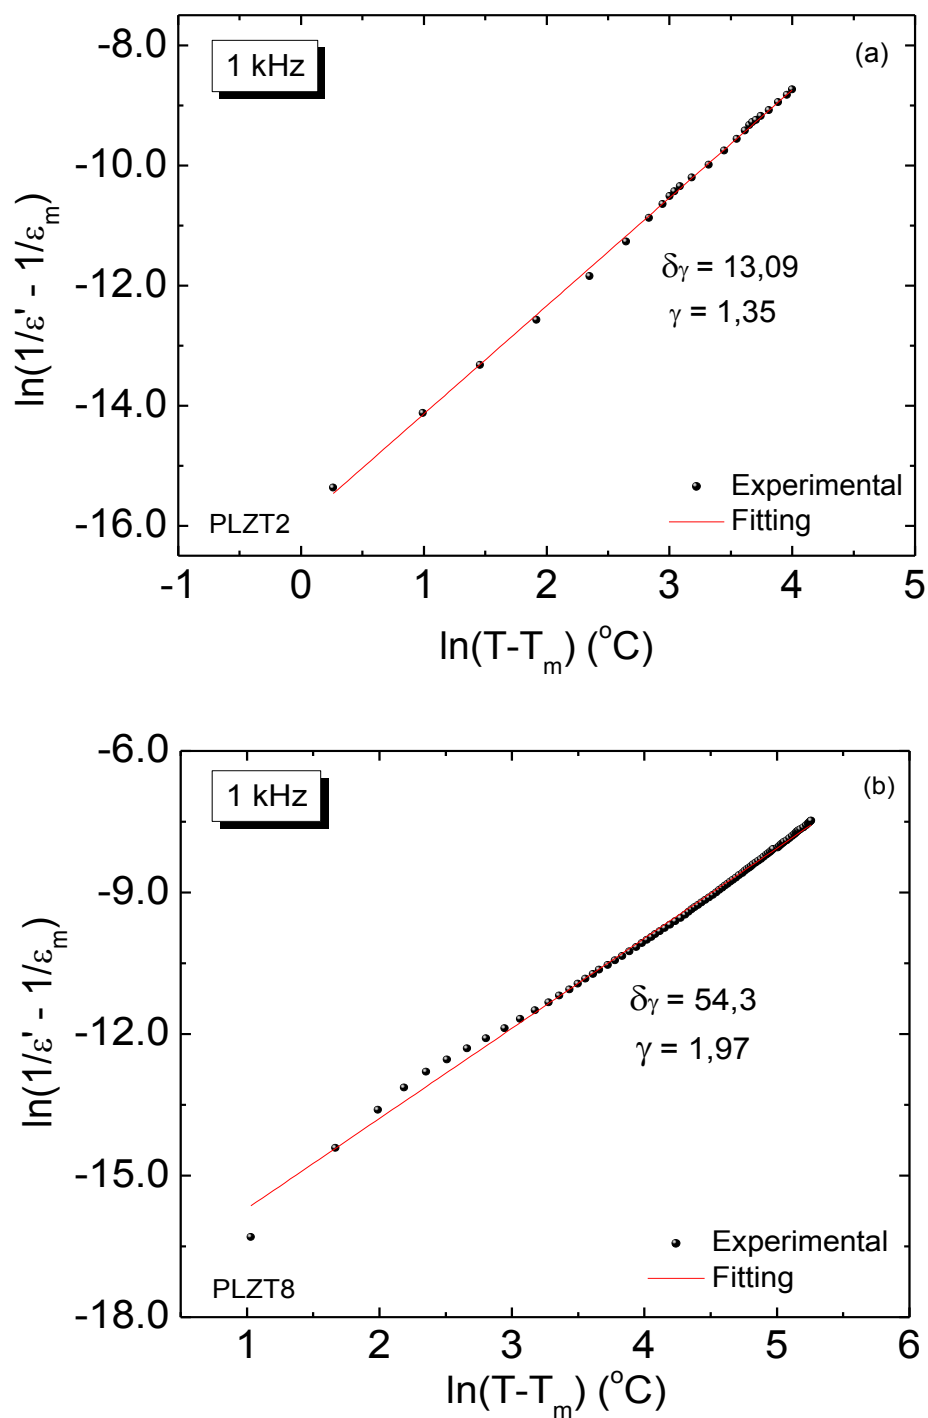 -8.0
1 kHz
(a)
-10.0
ln(1/ε' - 1/εm)
-12.0
δγ = 13,09
γ = 1,35
-14.0
Experimental
Fitting
-16.0
PLZT2
-1 0 1 2 3 4 5
ln(T-Tm) (oC)
-6.0
1 kHz
(b)
-9.0
ln(1/ε' - 1/εm)
δγ = 54,3
-12.0
γ = 1,97
-15.0
Experimental
Fitting
PLZT8
-18.0
1 2 3 4 5 6
ln(T-Tm) (oC)